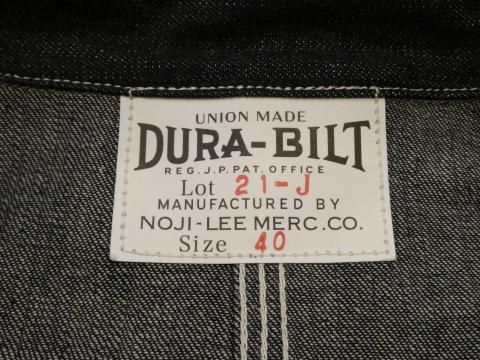 UNION MADE
DURA-BILT
REG. J.P. PAT. OFFICE
Lot 21-J
MANUFACTURED BY
NOJI-LEE MERC.CO.
Size 40